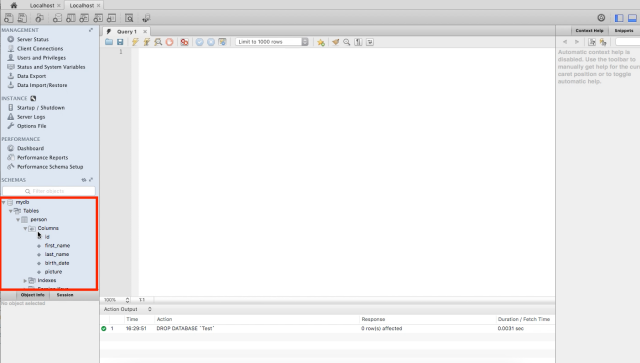 Localhost × Localhost ×
MANAGEMENT
Server Status
Client Connections
Users and Privileges
Status and System Variables
Data Export
Data Import/Restore
INSTANCE
Startup / Shutdown
Server Logs
Options File
PERFORMANCE
Dashboard
Performance Reports
Performance Schema Setup
SCHEMAS
Filter objects
mydb
Tables
person
Columns
id
first_name
last_name
birth_date
picture
Indexes
Object Info Session
No object selected
Query 1 ×
Limit to 1000 rows
1
100% 1:1
Action Output
Time Action Response Duration / Fetch Time
1 16:29:51 DROP DATABASE `Test` 0 row(s) affected 0.0031 sec
Context Help Snippets
Automatic context help is
disabled. Use the toolbar to
manually get help for the
caret position or to toggle
automatic help.